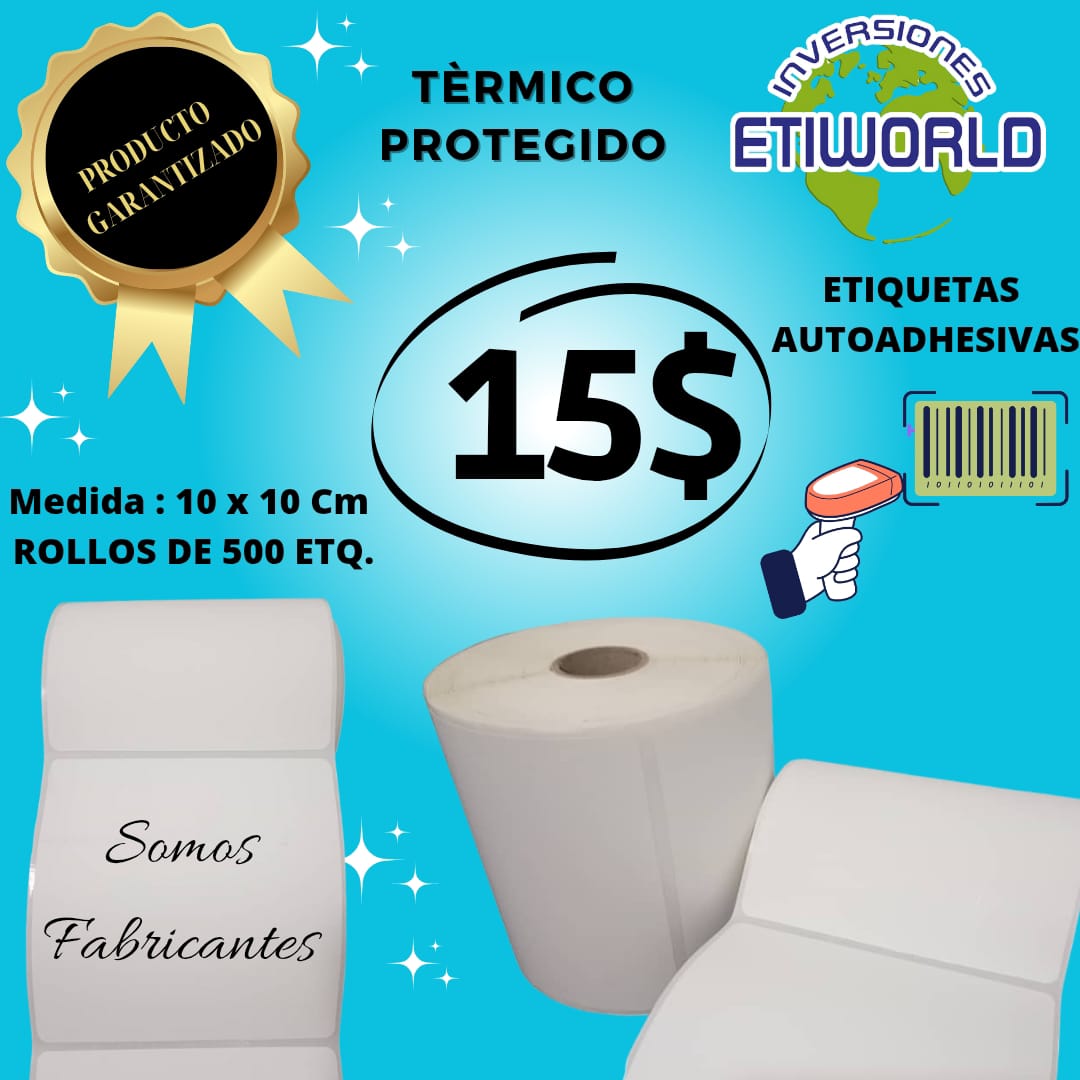 PRODUCTO
GARANTIZADO
TÈRMICO
PROTEGIDO
INVERSIONES
ETIWORLD
15$
ETIQUETAS
AUTOADHESIVAS
Medida : 10 x 10 Cm
ROLLOS DE 500 ETQ.
101101011101
Somos
Fabricantes